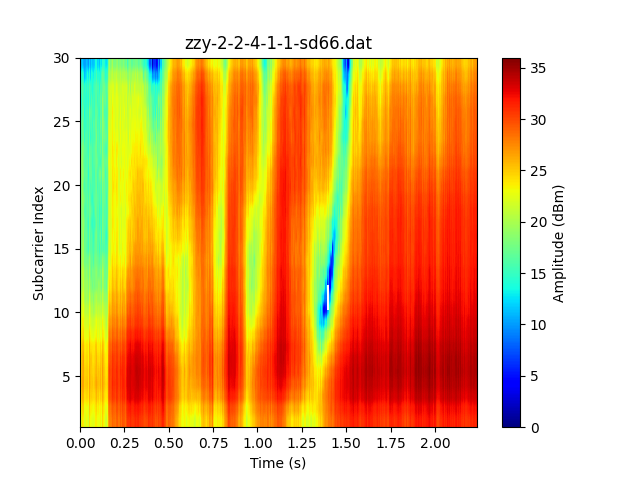 zzy-2-2-4-1-1-sd66.dat
30
25
20
15
10
5
Subcarrier Index
0.00 0.25 0.50 0.75 1.00 1.25 1.50 1.75 2.00
Time (s)
35
30
25
20
15
10
5
0
Amplitude (dBm)